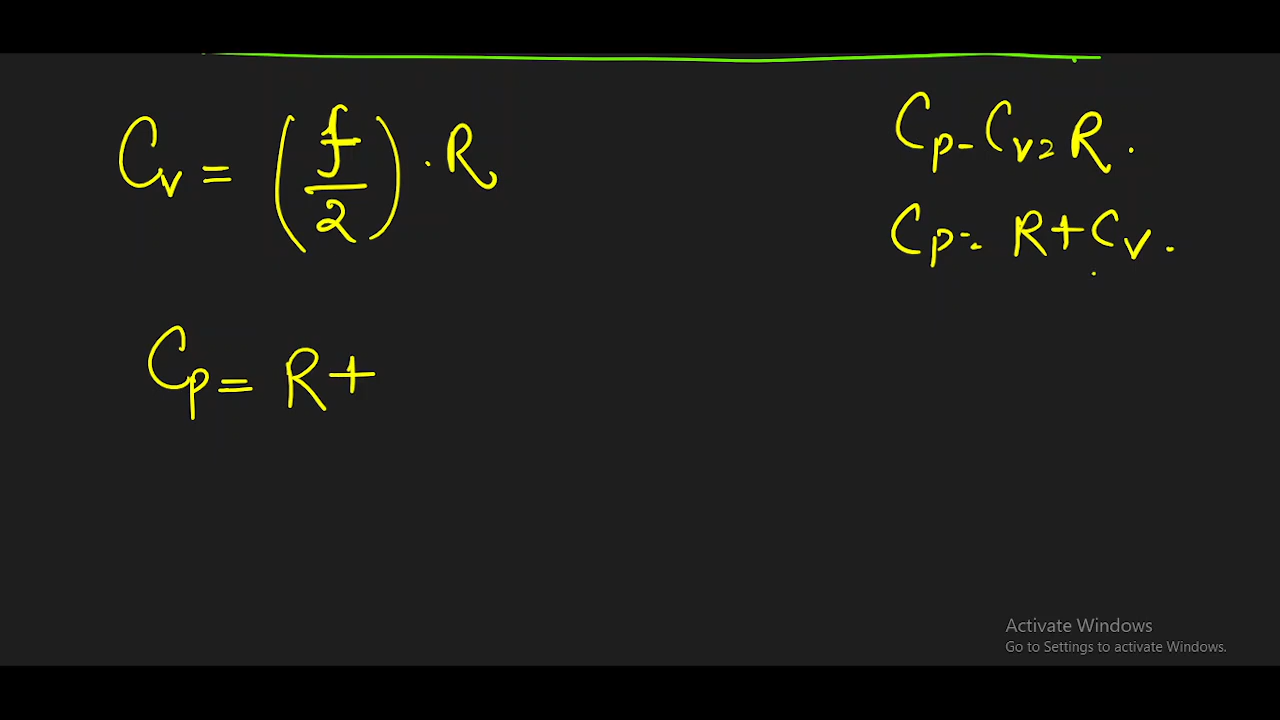 Cv = (f/2) · R
Cp = R +
Cp - Cv = R.
Cp = R + Cv.
Activate Windows
Go to Settings to activate Windows.